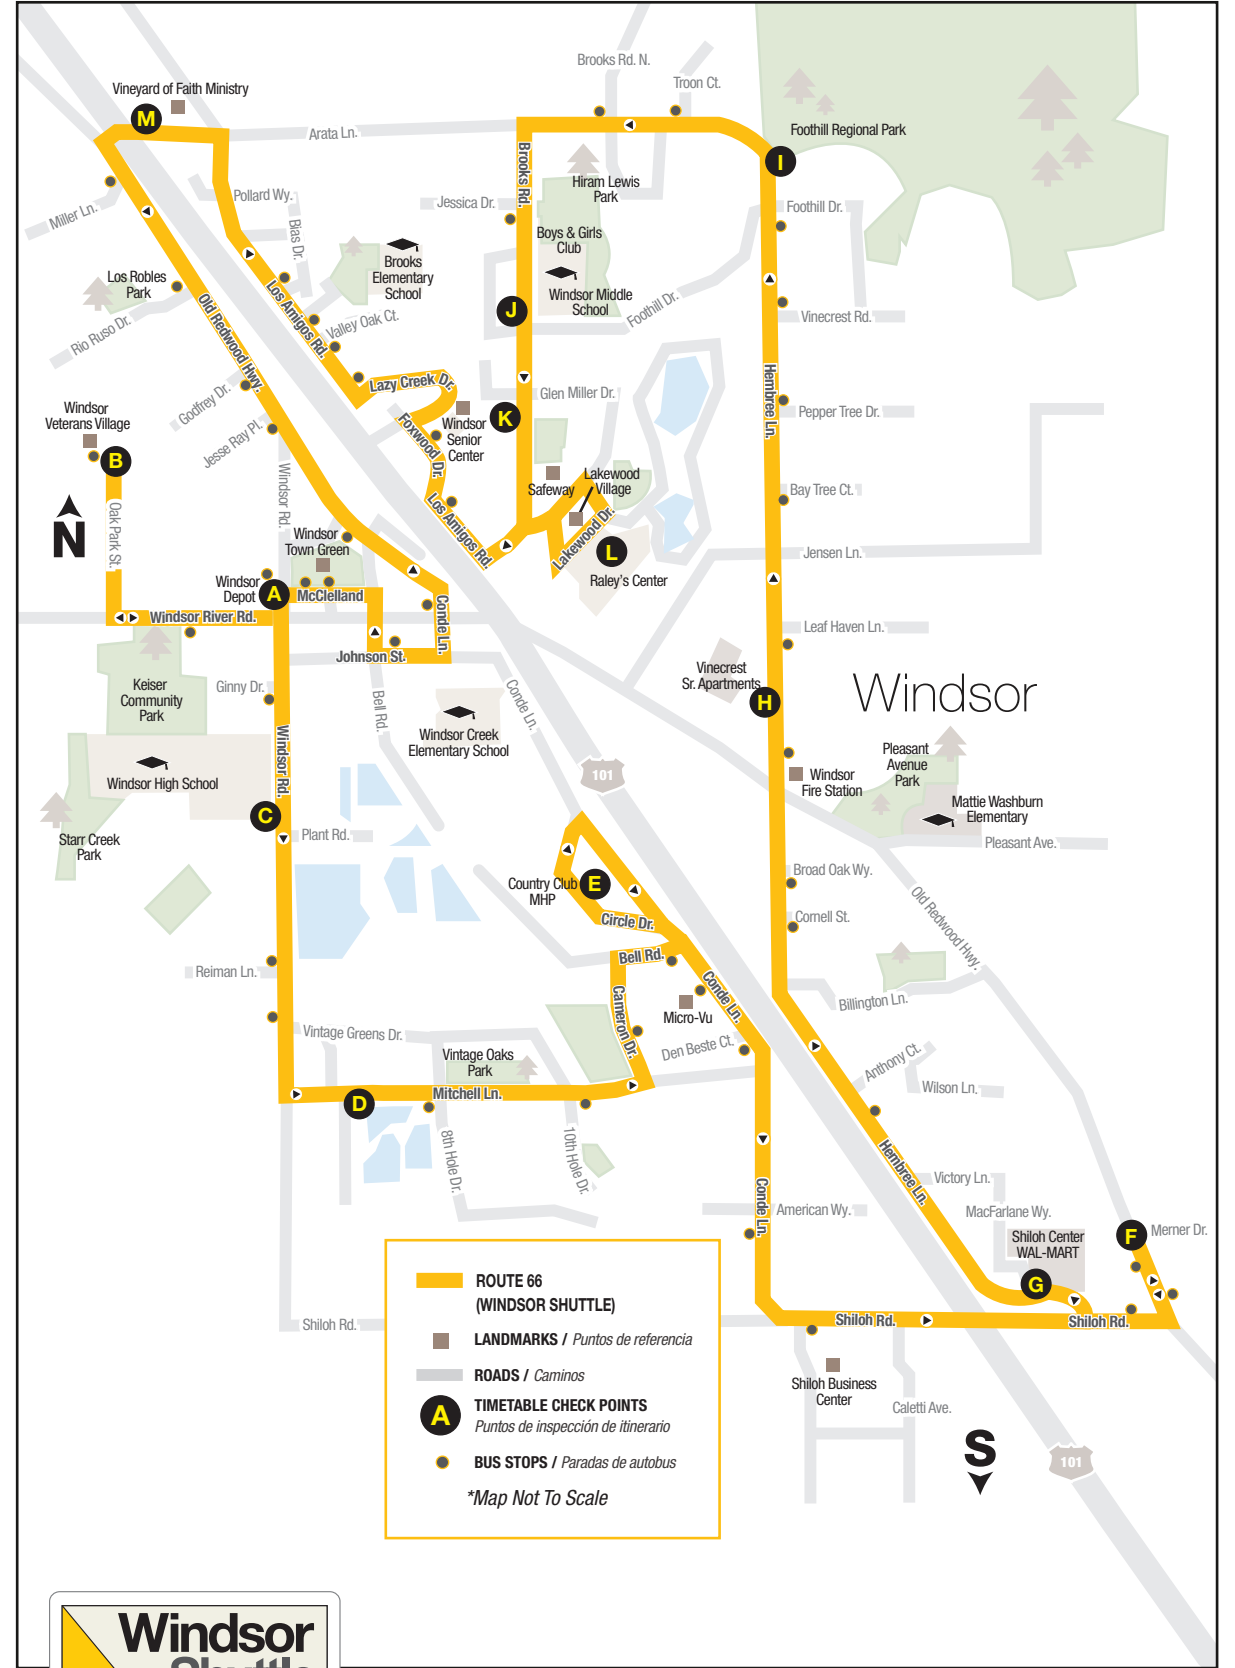 Brooks Rd. N.
Troon Ct.
Vineyard of Faith Ministry
M
Arata Ln.
Foothill Regional Park
I
Brooks Rd.
Hiram Lewis
Park
Pollard Wy.
Jessica Dr.
Foothill Dr.
Miller Ln.
Bias Dr.
Boys & Girls
Club
Brooks
Elementary
School
Los Robles
Park
Windsor Middle
School
Old Redwood Hwy.
Los Amigos Rd.
J
Foothill Dr.
Vinecrest Rd.
Rio Ruso Dr.
Valley Oak Ct.
Hembree Ln.
Lazy Creek Dr.
Glen Miller Dr.
Godfrey Dr.
Pepper Tree Dr.
Windsor
Veterans Village
K
Windsor
Senior
Center
Foxwood Dr.
Jesse Ray Pl.
B
Safeway
Lakewood
Village
Windsor Rd.
Oak Park St.
Bay Tree Ct.
N
Los Amigos Rd.
Lakewood Dr.
Windsor
Town Green
L
Jensen Ln.
Raley's Center
Windsor
Depot
A
McClelland
Conde Ln.
Windsor River Rd.
Leaf Haven Ln.
Johnson St.
Vinecrest
Sr. Apartments
Windsor
Keiser
Community
Park
Ginny Dr.
Bell Rd.
Conde Ln.
H
Windsor Creek
Elementary School
Pleasant
Avenue
Park
Windsor Rd.
Windsor High School
101
Windsor
Fire Station
Mattie Washburn
Elementary
C
Starr Creek
Park
Plant Rd.
Pleasant Ave.
Country Club
MHP
E
Broad Oak Wy.
Old Redwood Hwy.
Circle Dr.
Cornell St.
Bell Rd.
Reiman Ln.
Conde Ln.
Cameron Dr.
Micro-Vu
Billington Ln.
Vintage Greens Dr.
Den Beste Ct.
Vintage Oaks
Park
Anthony Ct.
Wilson Ln.
Mitchell Ln.
D
8th Hole Dr.
10th Hole Dr.
Hembree Ln.
Victory Ln.
Conde Ln.
American Wy.
MacFarlane Wy.
Shiloh Center
WAL-MART
F
Merner Dr.
G
Shiloh Rd.
Shiloh Rd.
Shiloh Rd.
Shiloh Business
Center
Caletti Ave.
S
101
ROUTE 66
(WINDSOR SHUTTLE)
LANDMARKS / Puntos de referencia
ROADS / Caminos
A
TIMETABLE CHECK POINTS
Puntos de inspección de itinerario
BUS STOPS / Paradas de autobus
*Map Not To Scale
Windsor
Shuttle